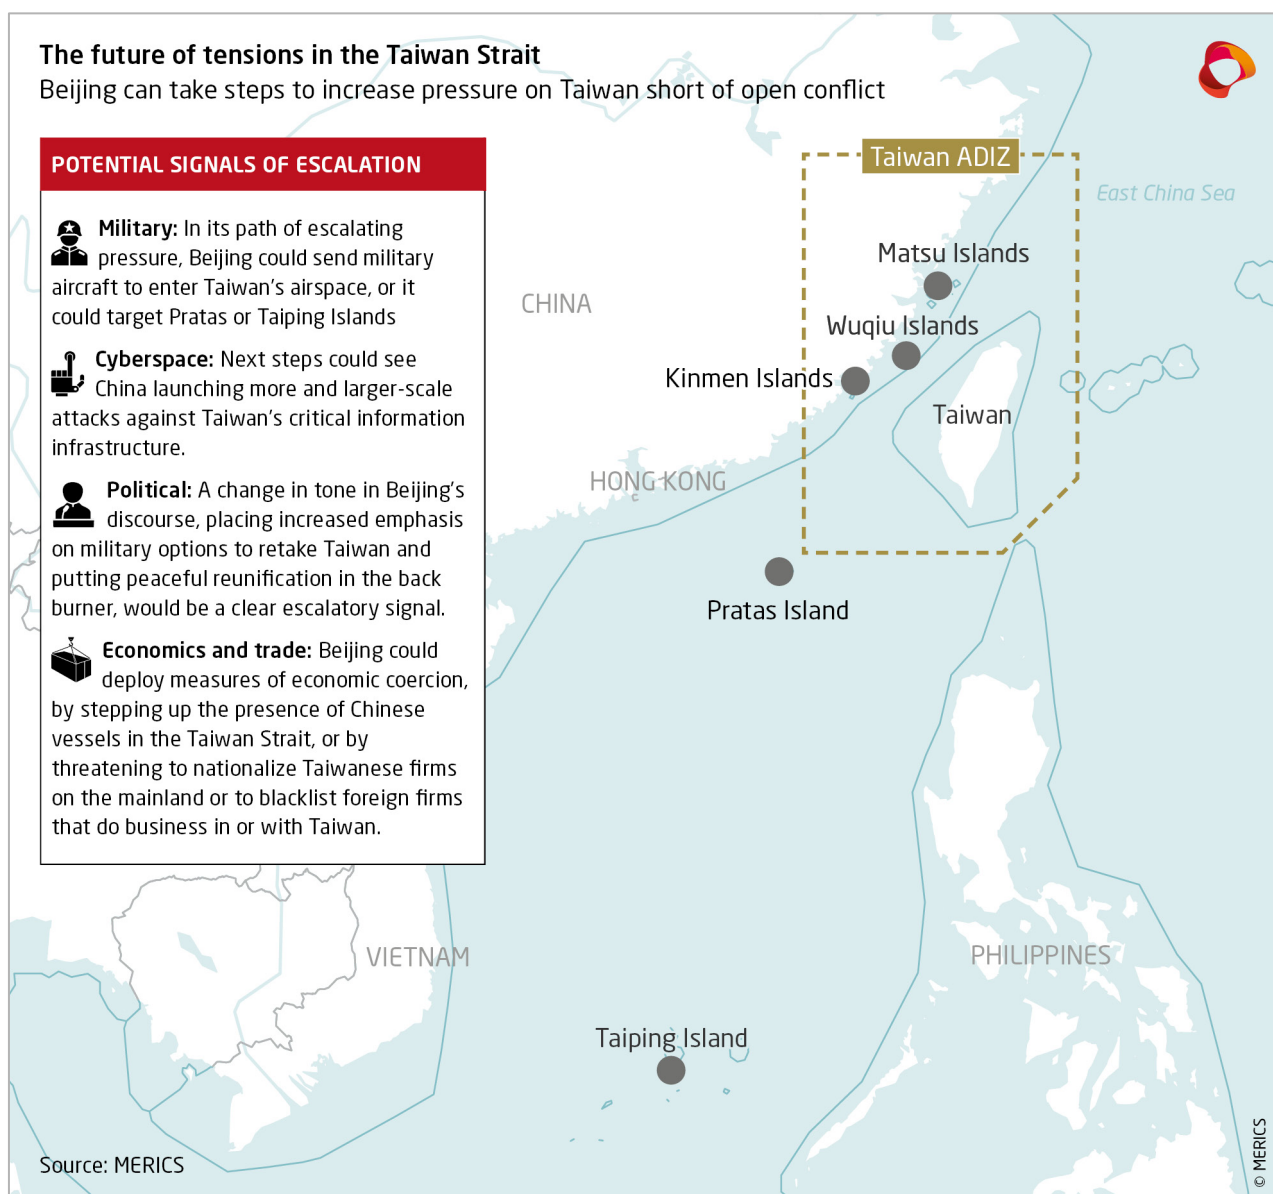 The future of tensions in the Taiwan Strait
Beijing can take steps to increase pressure on Taiwan short of open conflict
POTENTIAL SIGNALS OF ESCALATION
Military: In its path of escalating
pressure, Beijing could send military
aircraft to enter Taiwan's airspace, or it
could target Pratas or Taiping Islands
Cyberspace: Next steps could see
China launching more and larger-scale
attacks against Taiwan's critical information
infrastructure.
Political: A change in tone in Beijing's
discourse, placing increased emphasis
on military options to retake Taiwan and
putting peaceful reunification in the back
burner, would be a clear escalatory signal.
Economics and trade: Beijing could
deploy measures of economic coercion,
by stepping up the presence of Chinese
vessels in the Taiwan Strait, or by
threatening to nationalize Taiwanese firms
on the mainland or to blacklist foreign firms
that do business in or with Taiwan.
Taiwan ADIZ
East China Sea
Matsu Islands
CHINA
Wuqiu Islands
Kinmen Islands
Taiwan
HONG KONG
Pratas Island
VIETNAM
PHILIPPINES
Taiping Island
Source: MERICS
© MERICS